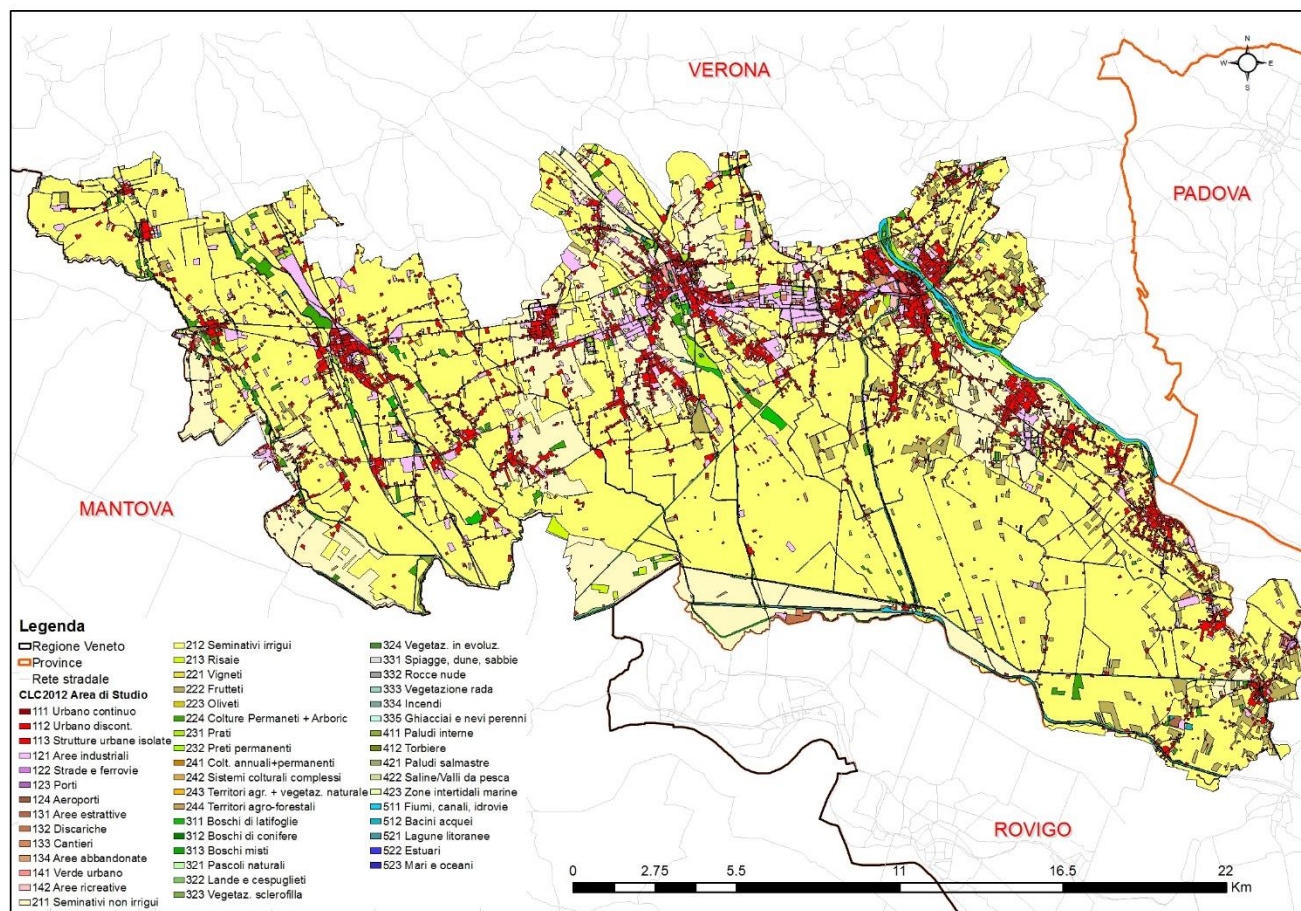 VERONA
N
W E
S
PADOVA
MANTOVA
ROVIGO
Legenda
Regione Veneto
Province
Rete stradale
CLC2012 Area di Studio
111 Urbano continuo
112 Urbano discont.
113 Strutture urbane isolate
121 Aree industriali
122 Strade e ferrovie
123 Porti
124 Aeroporti
131 Aree estrattive
132 Discariche
133 Cantieri
134 Aree abbandonate
141 Verde urbano
142 Aree ricreative
211 Seminativi non irrigui
212 Seminativi irrigui
213 Risaie
221 Vigneti
222 Frutteti
223 Oliveti
224 Colture Permaneti + Arboric
231 Prati
232 Preti permanenti
241 Colt. annuali+permanenti
242 Sistemi colturali complessi
243 Territori agr. + vegetaz. naturale
244 Territori agro-forestali
311 Boschi di latifoglie
312 Boschi di conifere
313 Boschi misti
321 Pascoli naturali
322 Lande e cespuglieti
323 Vegetaz. sclerofilla
324 Vegetaz. in evoluz.
331 Spiagge, dune, sabbie
332 Rocce nude
333 Vegetazione rada
334 Incendi
335 Ghiacciai e nevi perenni
411 Paludi interne
412 Torbiere
421 Paludi salmastre
422 Saline/Valli da pesca
423 Zone intertidali marine
511 Fiumi, canali, idrovie
512 Bacini acquei
521 Lagune litoranee
522 Estuari
523 Mari e oceani
0 2.75 5.5 11 16.5 22
Km